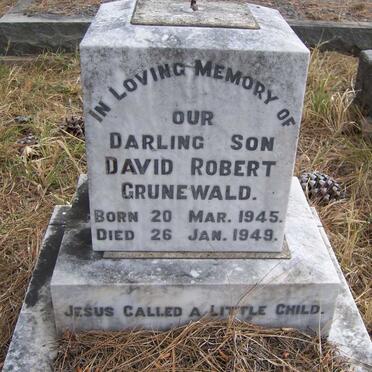 In Loving Memory of
our
Darling Son
David Robert
Grunewald.
Born 20 Mar. 1945.
Died 26 Jan. 1949.
Jesus Called a Little Child.